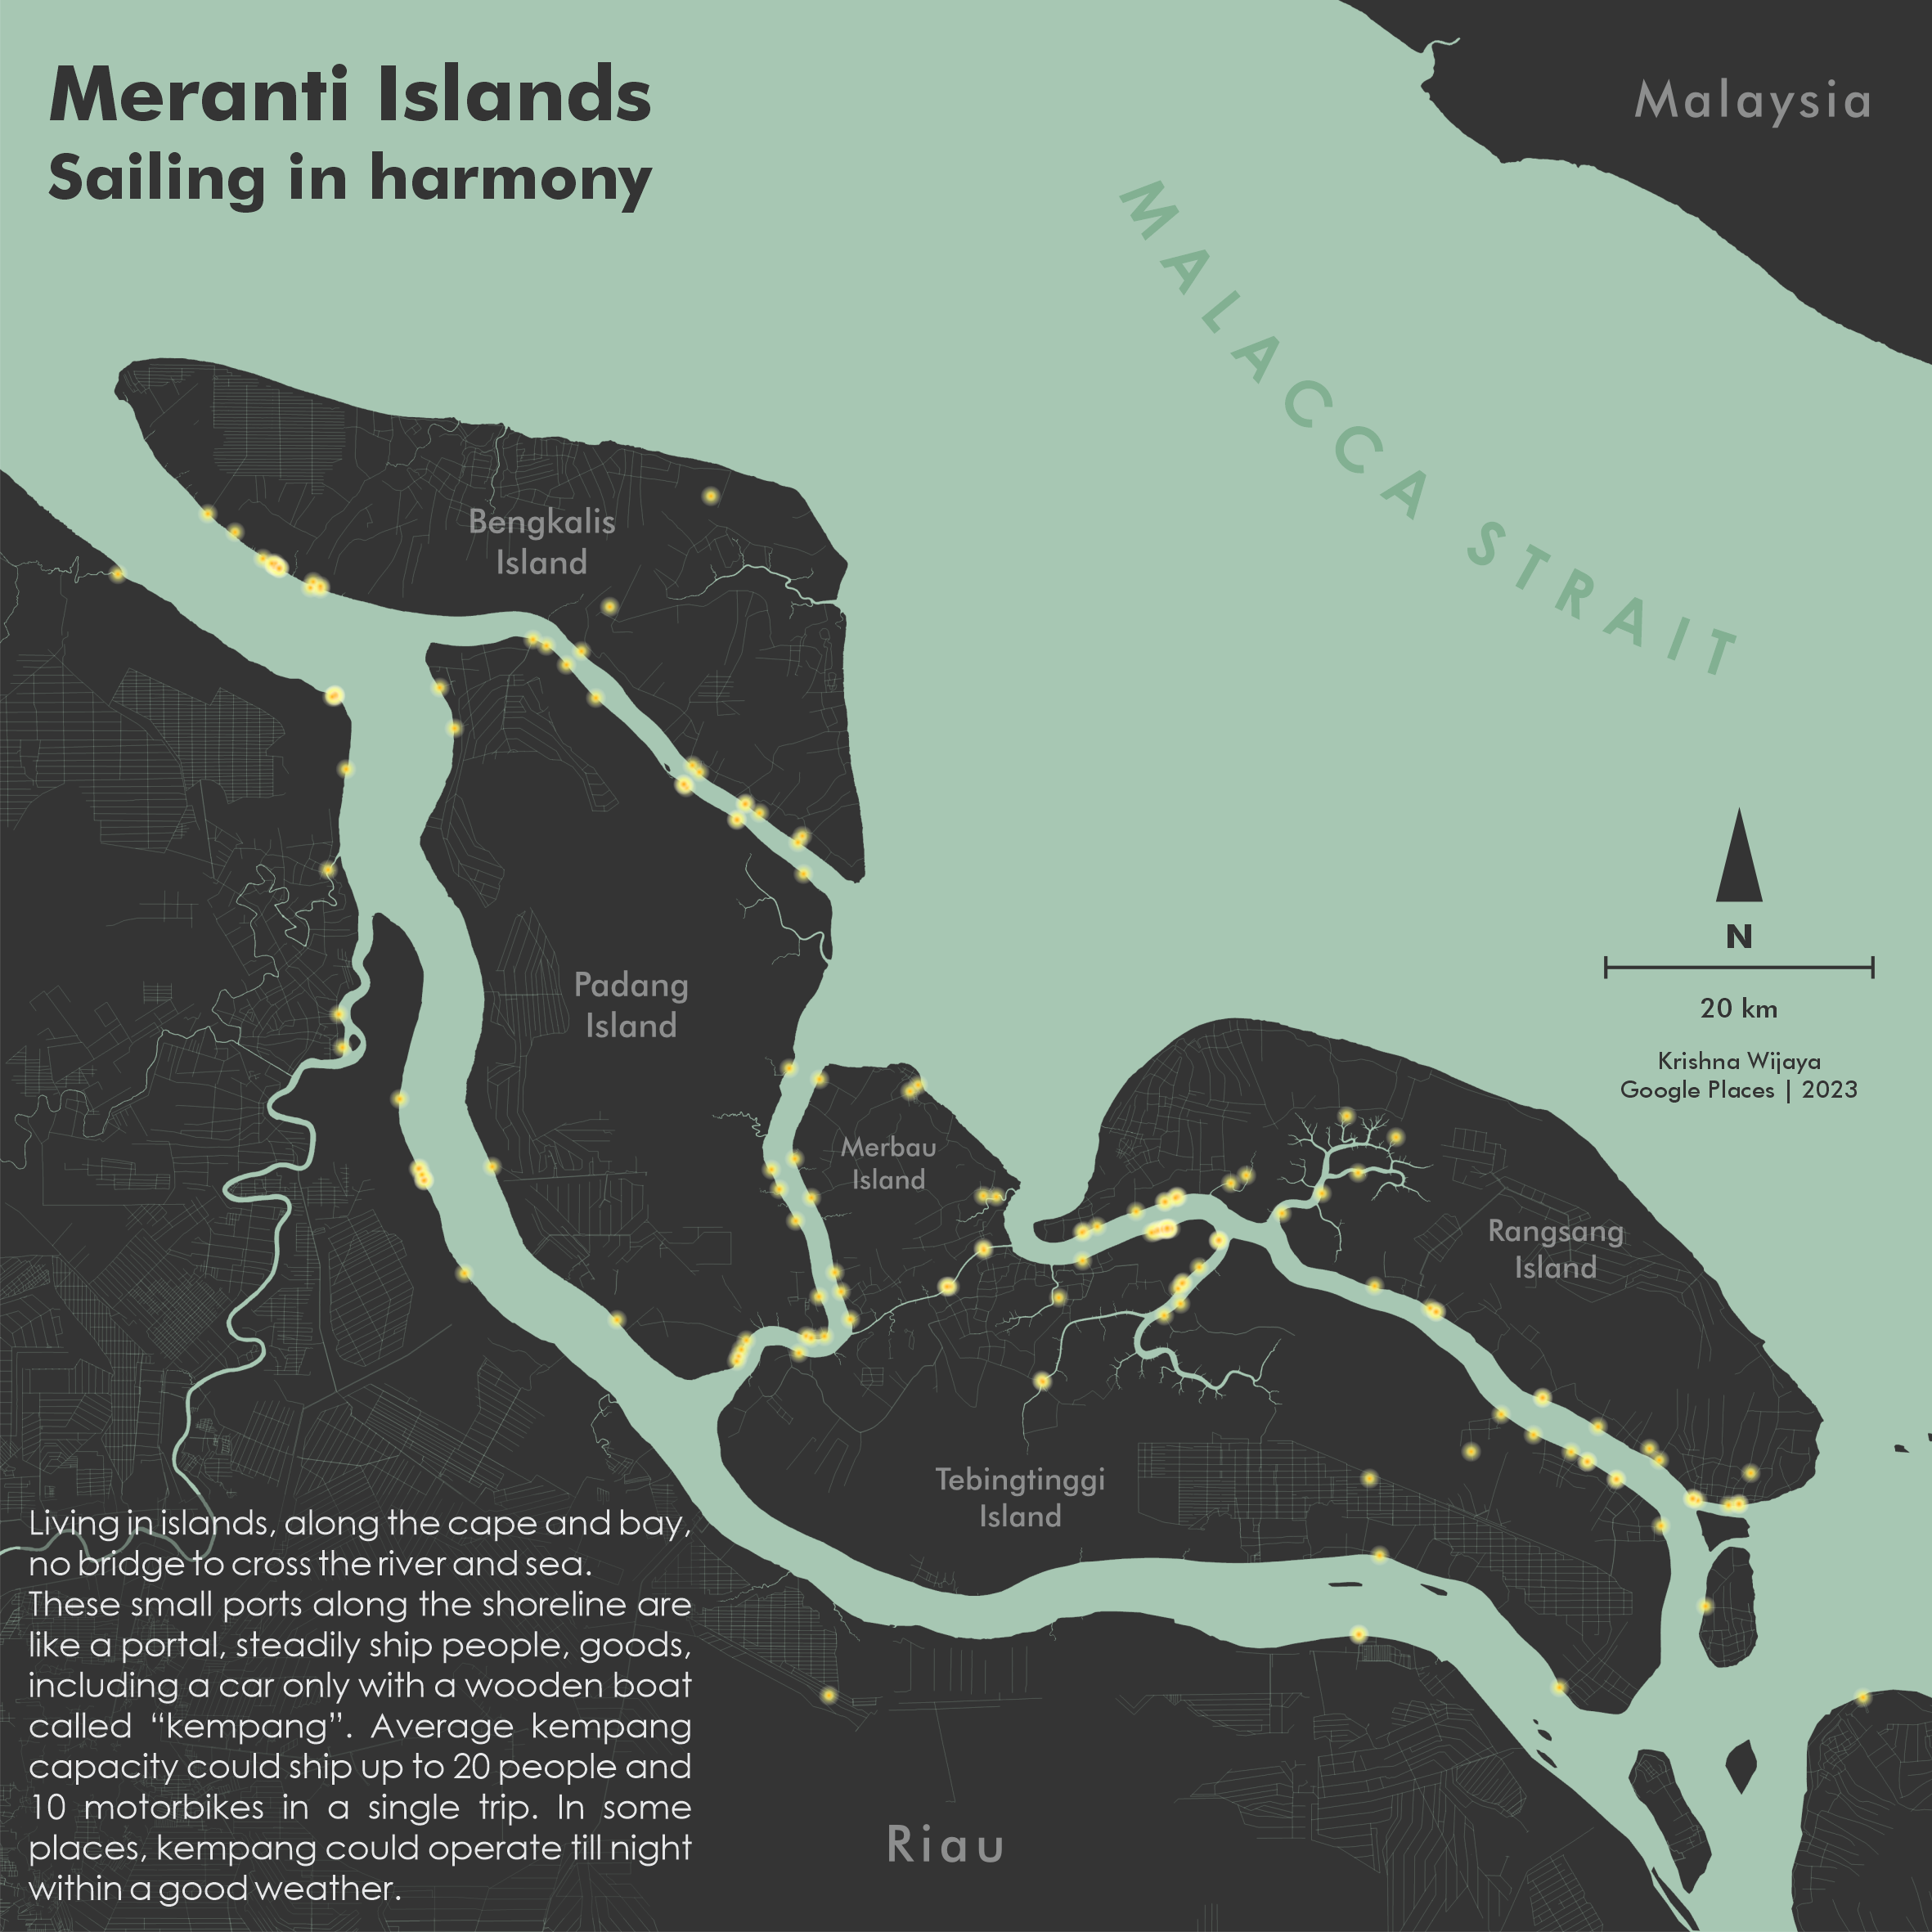 Meranti Islands
Sailing in harmony
Malaysia
MALACCA STRAIT
Bengkalis
Island
Padang
Island
N
20 km
Krishna Wijaya
Google Places | 2023
Merbau
Island
Rangsang
Island
Tebingtinggi
Island
Living in islands, along the cape and bay,
no bridge to cross the river and sea.
These small ports along the shoreline are
like a portal, steadily ship people, goods,
including a car only with a wooden boat
called “kempang”. Average kempang
capacity could ship up to 20 people and
10 motorbikes in a single trip. In some
places, kempang could operate till night
within a good weather.
Riau